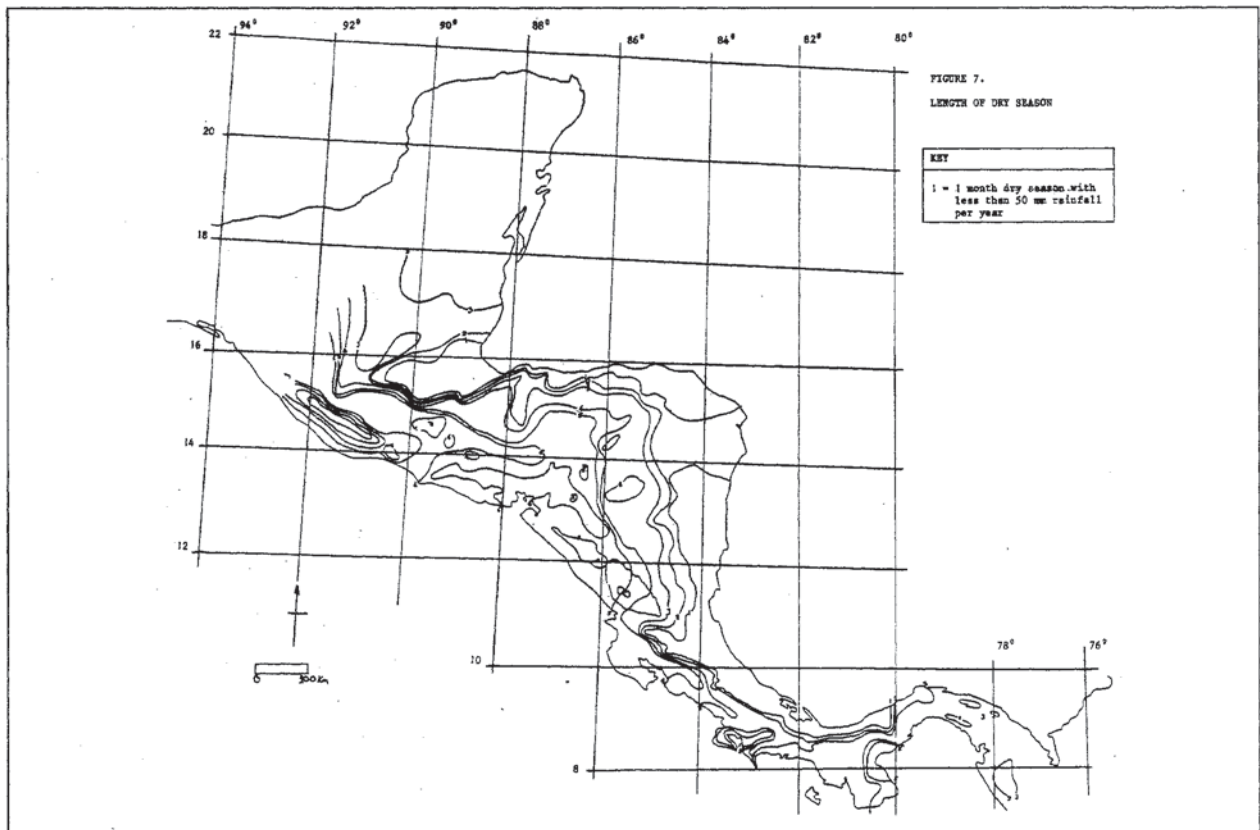 94° 92° 90° 88° 86° 84° 82° 80°
22
FIGURE 7.
LENGTH OF DRY SEASON
20
KEY
1 = 1 month dry season with
less than 50 mm rainfall
per year
18
16
14
12
10
78° 76°
0 300Km
8